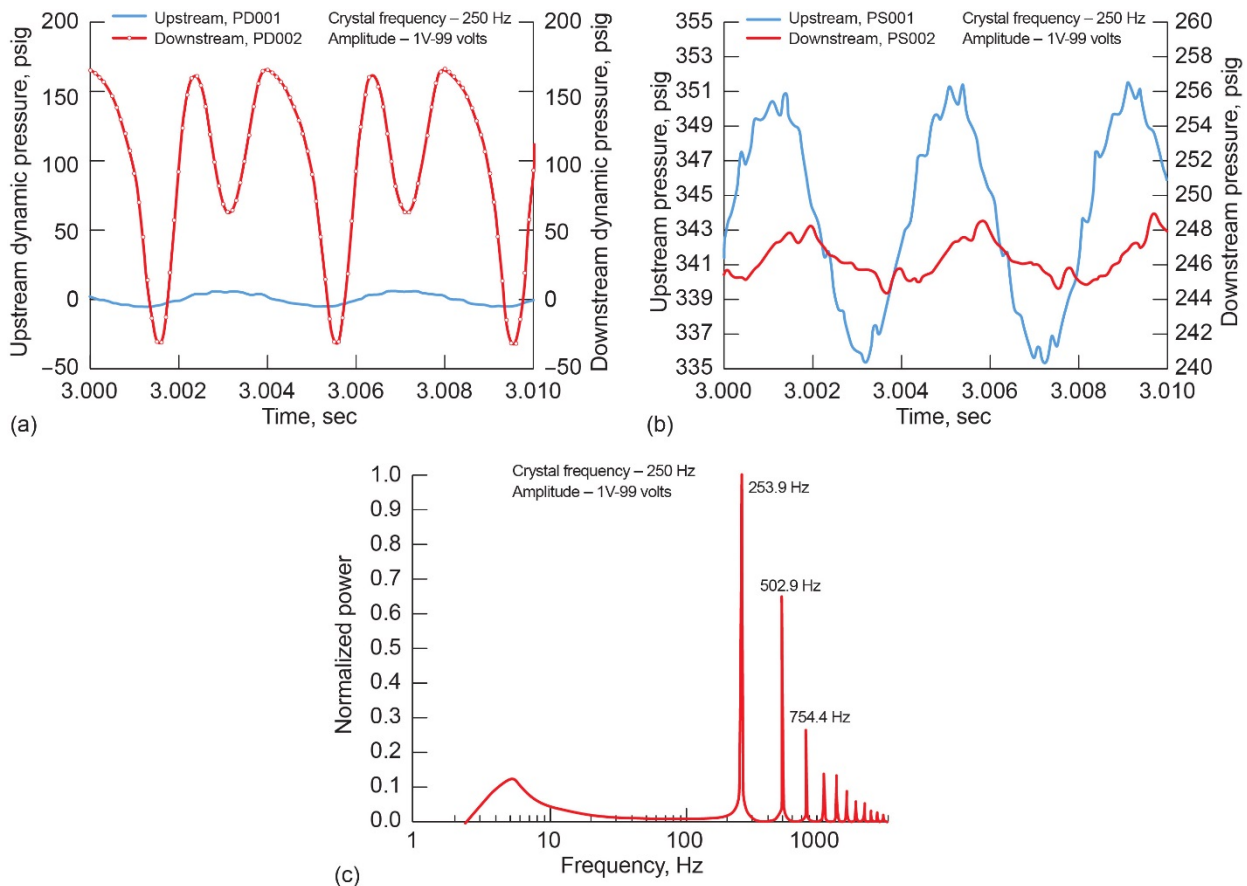 Upstream, PD001
Downstream, PD002
Crystal frequency – 250 Hz
Amplitude – 1V-99 volts
Upstream dynamic pressure, psig
200
150
100
50
0
−50
200
150
100
50
0
−50
Downstream dynamic pressure, psig
3.000 3.002 3.004 3.006 3.008 3.010
Time, sec
(a)
Upstream, PS001
Downstream, PS002
Crystal frequency – 250 Hz
Amplitude – 1V-99 volts
Upstream pressure, psig
355
353
351
349
347
345
343
341
339
337
335
260
258
256
254
252
250
248
246
244
242
240
Downstream pressure, psig
3.000 3.002 3.004 3.006 3.008 3.010
Time, sec
(b)
Crystal frequency – 250 Hz
Amplitude – 1V-99 volts
Normalized power
1.0
0.9
0.8
0.7
0.6
0.5
0.4
0.3
0.2
0.1
0.0
253.9 Hz
502.9 Hz
754.4 Hz
1 10 100 1000
Frequency, Hz
(c)